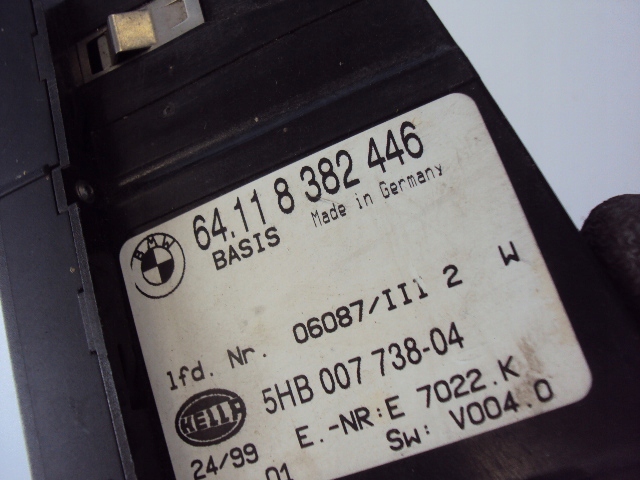 BMW
64.11 8 382 446
BASIS Made in Germany
lfd. Nr. 06087/III 2 W
HELLA 5HB 007 738-04
E.-NR:E 7022.K
24/99 SW: V004.0
01